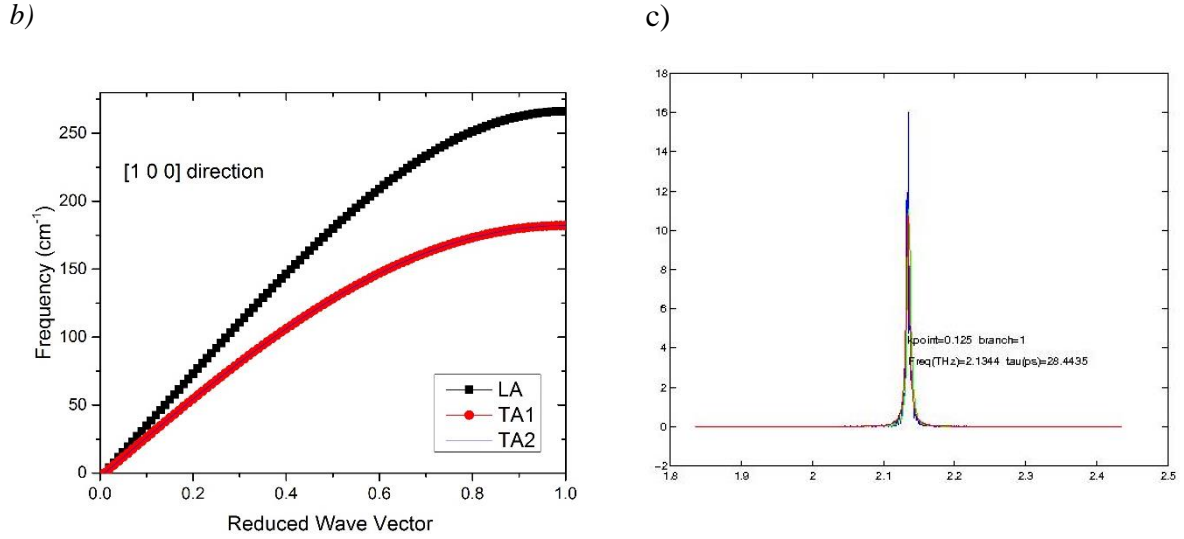 b)
c)
Frequency (cm⁻¹)
250
200
150
100
50
0
[1 0 0] direction
LA
TA1
TA2
0.0 0.2 0.4 0.6 0.8 1.0
Reduced Wave Vector
18
16
14
12
10
8
6
4
2
0
−2
kpoint=0.125 branch=1
Freq(THz)=2.1344 tau(ps)=28.4435
1.8 1.9 2 2.1 2.2 2.3 2.4 2.5